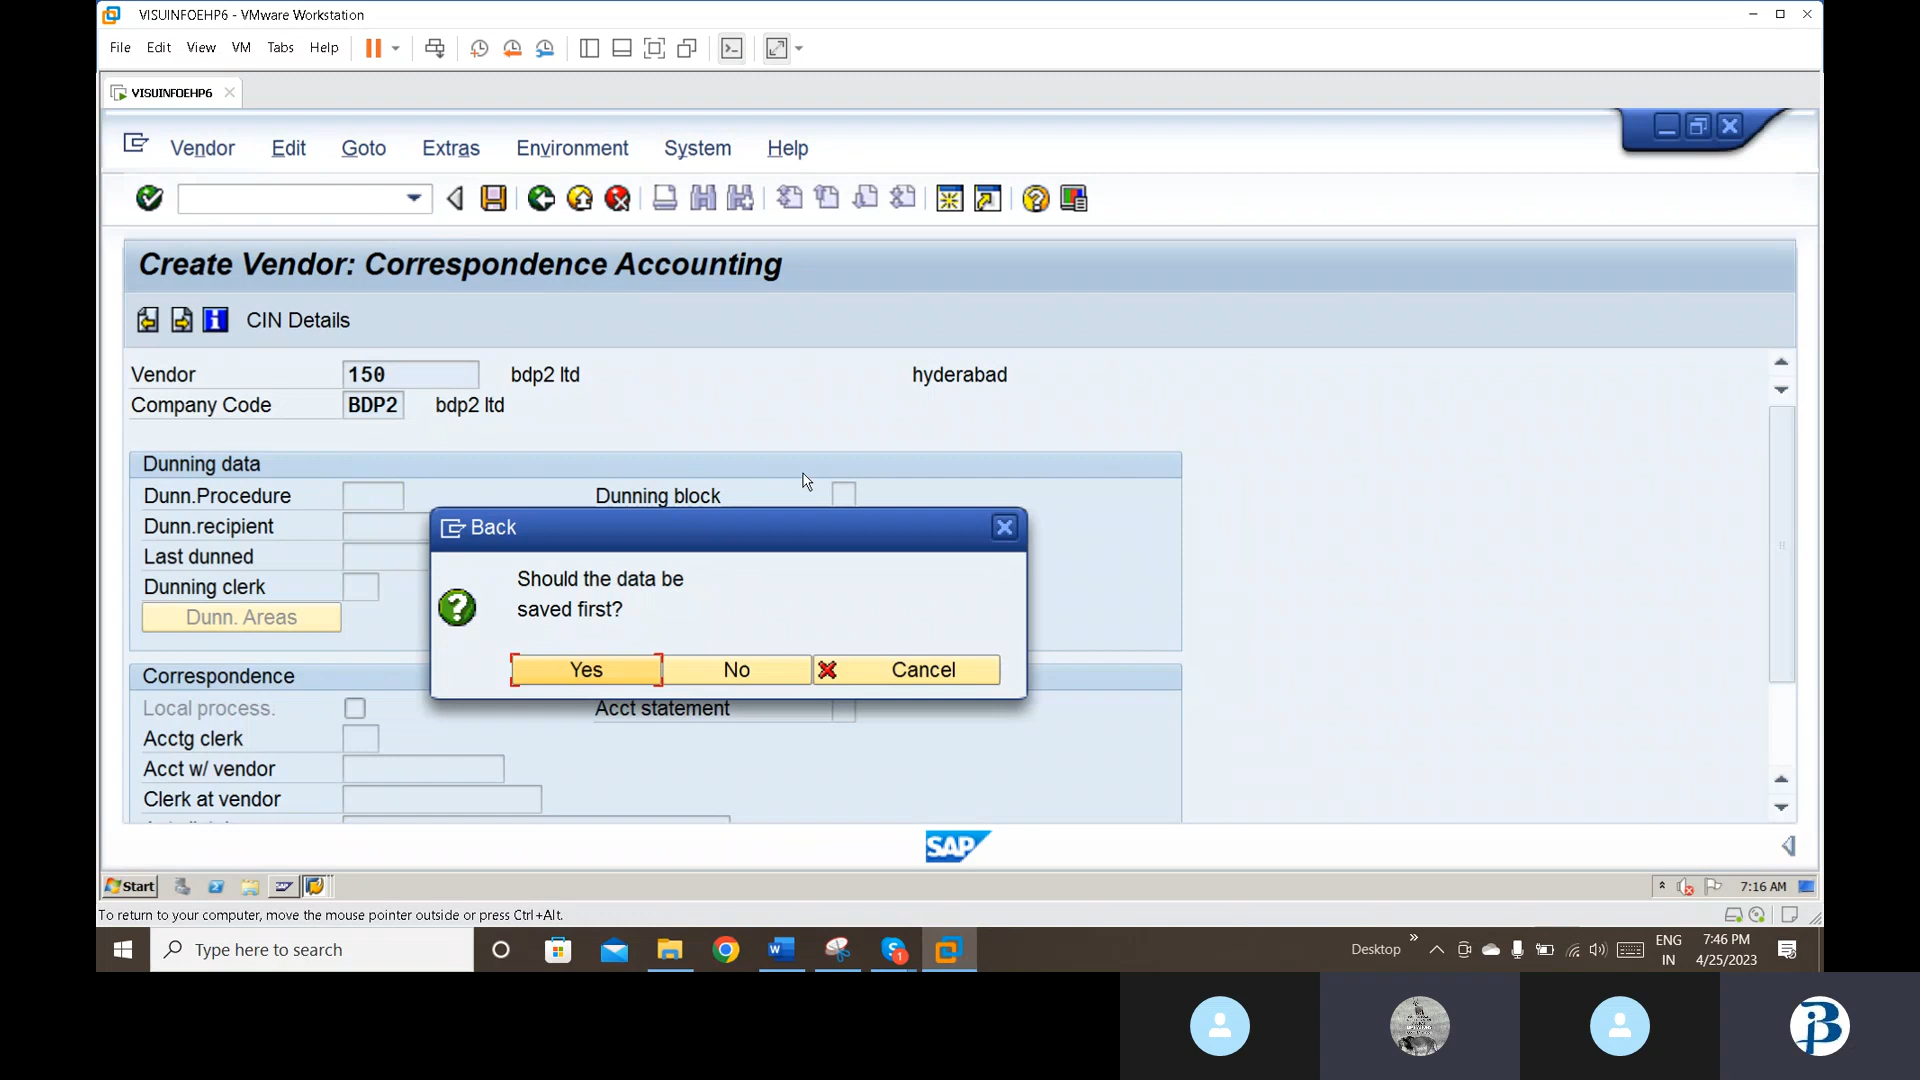 VISUINFOEHP6 - VMware Workstation
File Edit View VM Tabs Help
VISUINFOEHP6
Vendor Edit Goto Extras Environment System Help
Create Vendor: Correspondence Accounting
CIN Details
Vendor 150 bdp2 ltd hyderabad
Company Code BDP2 bdp2 ltd
Dunning data
Dunn.Procedure Dunning block
Dunn.recipient
Last dunned
Dunning clerk
Dunn. Areas
Back
Should the data be
saved first?
Yes No Cancel
Correspondence
Local process. Acct statement
Acctg clerk
Acct w/ vendor
Clerk at vendor
SAP
Start 7:16 AM
To return to your computer, move the mouse pointer outside or press Ctrl+Alt.
Type here to search Desktop ENG 7:46 PM
IN 4/25/2023